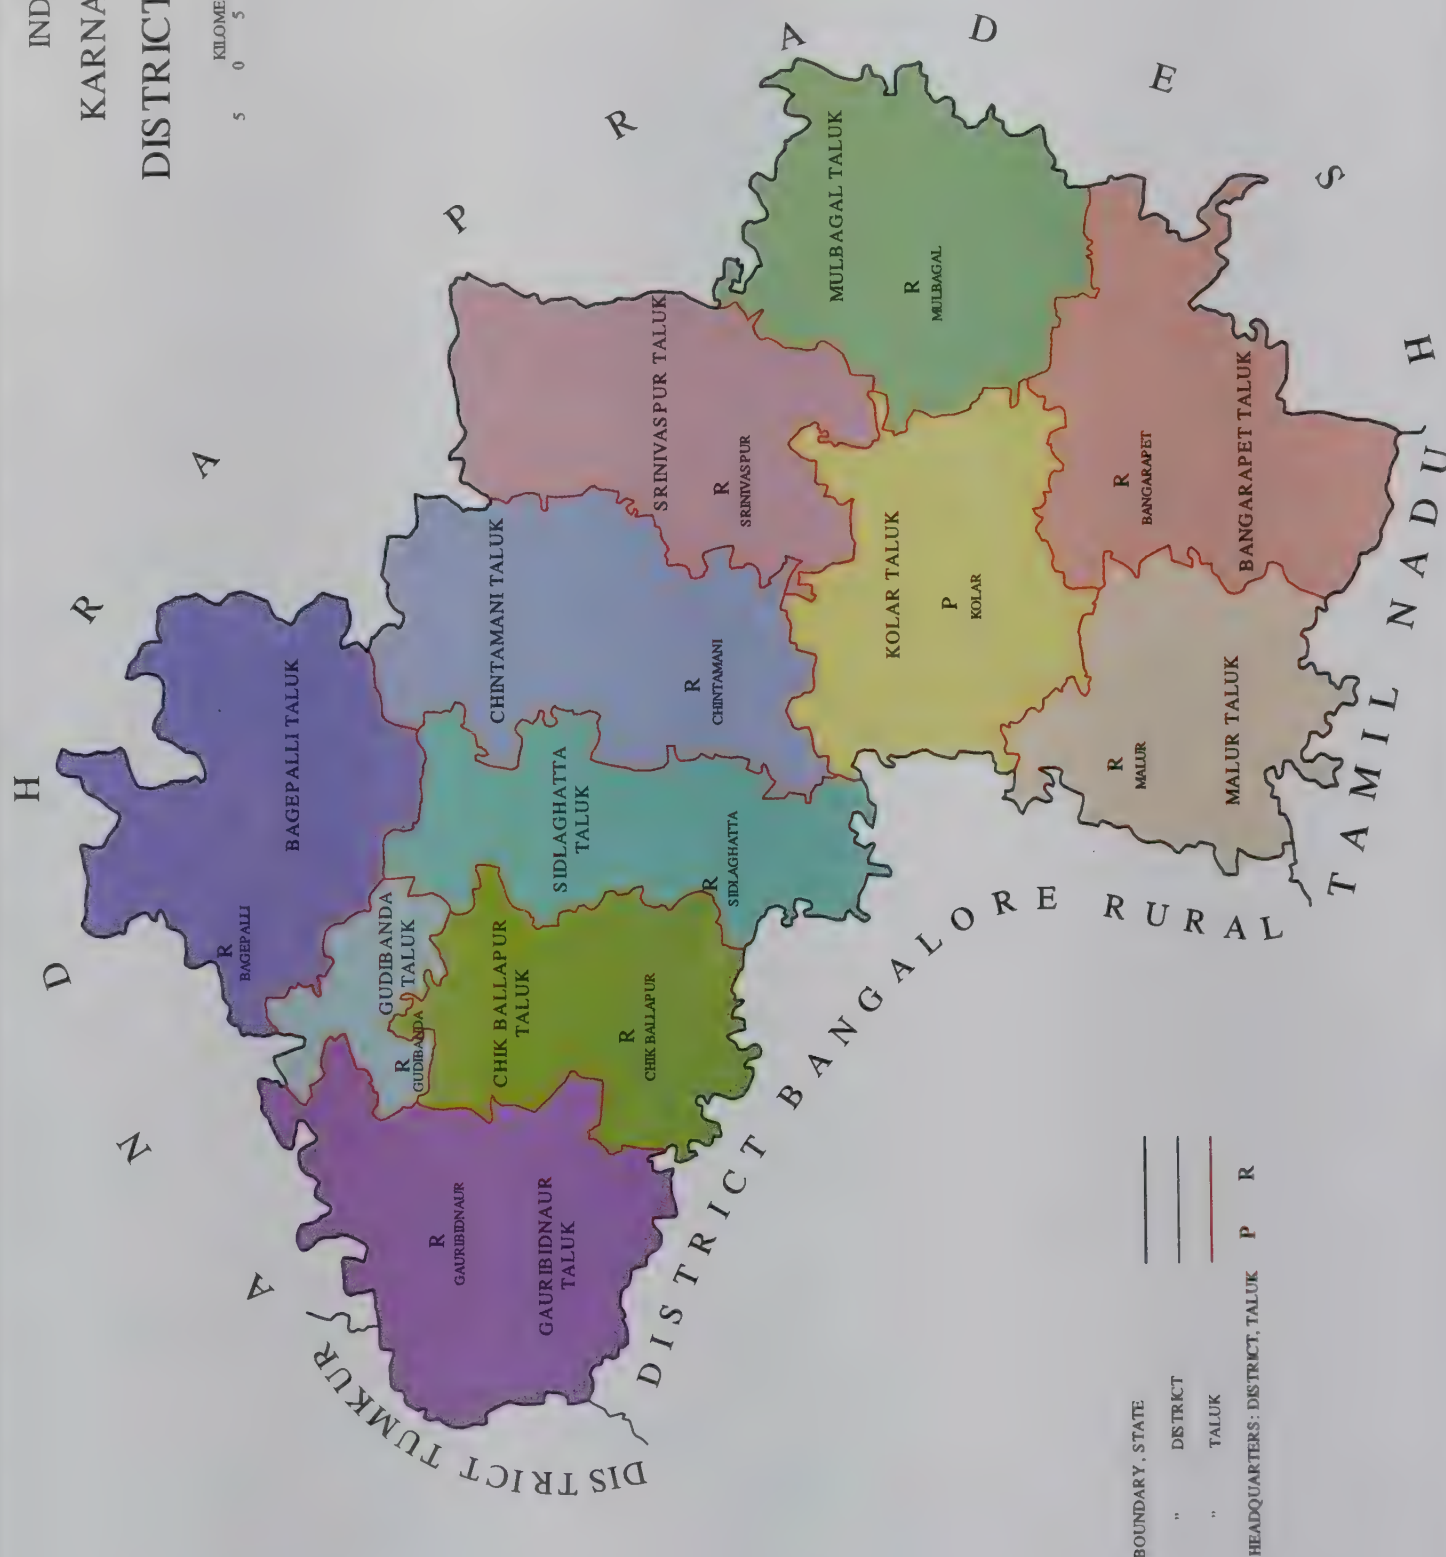 IND
KARNA
DISTRICT
KILOME
5 0 5
ANDHRA PRADESH
BAGEPALLI TALUK
R
BAGEPALLI
GUDIBANDA
TALUK
R
GUDIBANDA
CHINTAMANI TALUK
R
CHINTAMANI
SRINIVASPUR TALUK
R
SRINIVASPUR
SIDLAGHATTA
TALUK
R
SIDLAGHATTA
CHIK BALLAPUR
TALUK
R
CHIK BALLAPUR
R
GAURIBIDNAUR
GAURIBIDNAUR
TALUK
MULBAGAL TALUK
R
MULBAGAL
KOLAR TALUK
P
KOLAR
R
BANGARAPET
BANGARAPET TALUK
R
MALUR
MALUR TALUK
DISTRICT TUMKUR
DISTRICT BANGALORE RURAL
TAMIL NADU
BOUNDARY, STATE
" DISTRICT
" TALUK
HEADQUARTERS: DISTRICT, TALUK P R